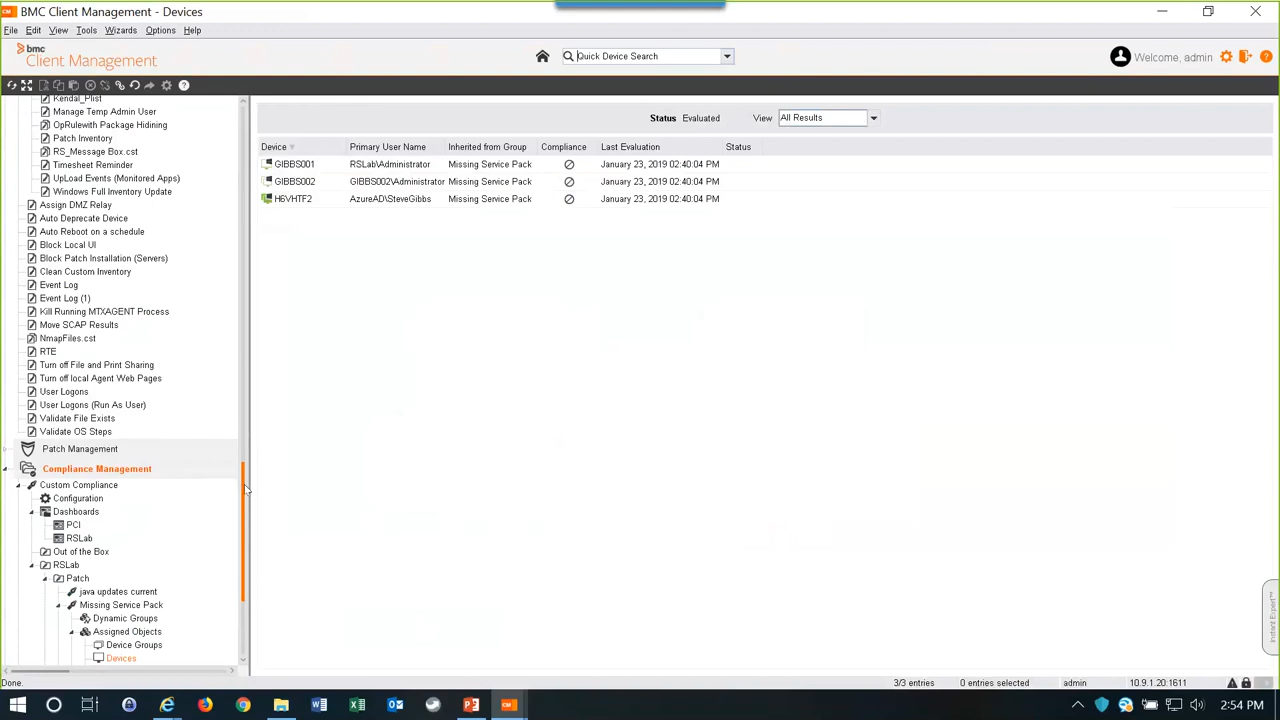 BMC Client Management - Devices
File Edit View Tools Wizards Options Help
bmc
Client Management
Quick Device Search
Welcome, admin
Kendal_Plist
Manage Temp Admin User
OpRulewith Package Hidining
Patch Inventory
RS_Message Box.cst
Timesheet Reminder
UpLoad Events (Monitored Apps)
Windows Full Inventory Update
Assign DMZ Relay
Auto Deprecate Device
Auto Reboot on a schedule
Block Local UI
Block Patch Installation (Servers)
Clean Custom Inventory
Event Log
Event Log (1)
Kill Running MTXAGENT Process
Move SCAP Results
NmapFiles.cst
RTE
Turn off File and Print Sharing
Turn off local Agent Web Pages
User Logons
User Logons (Run As User)
Validate File Exists
Validate OS Steps
Patch Management
Compliance Management
Custom Compliance
Configuration
Dashboards
PCI
RSLab
Out of the Box
RSLab
Patch
java updates current
Missing Service Pack
Dynamic Groups
Assigned Objects
Device Groups
Devices
Status Evaluated View All Results
Device Primary User Name Inherited from Group Compliance Last Evaluation Status
GIBBS001 RSLab\Administrator Missing Service Pack January 23, 2019 02:40:04 PM
GIBBS002 GIBBS002\Administrator Missing Service Pack January 23, 2019 02:40:04 PM
H6VHTF2 AzureAD\SteveGibbs Missing Service Pack January 23, 2019 02:40:04 PM
Instant Expert™
Done. 3/3 entries 0 entries selected admin 10.9.1.20:1611
2:54 PM